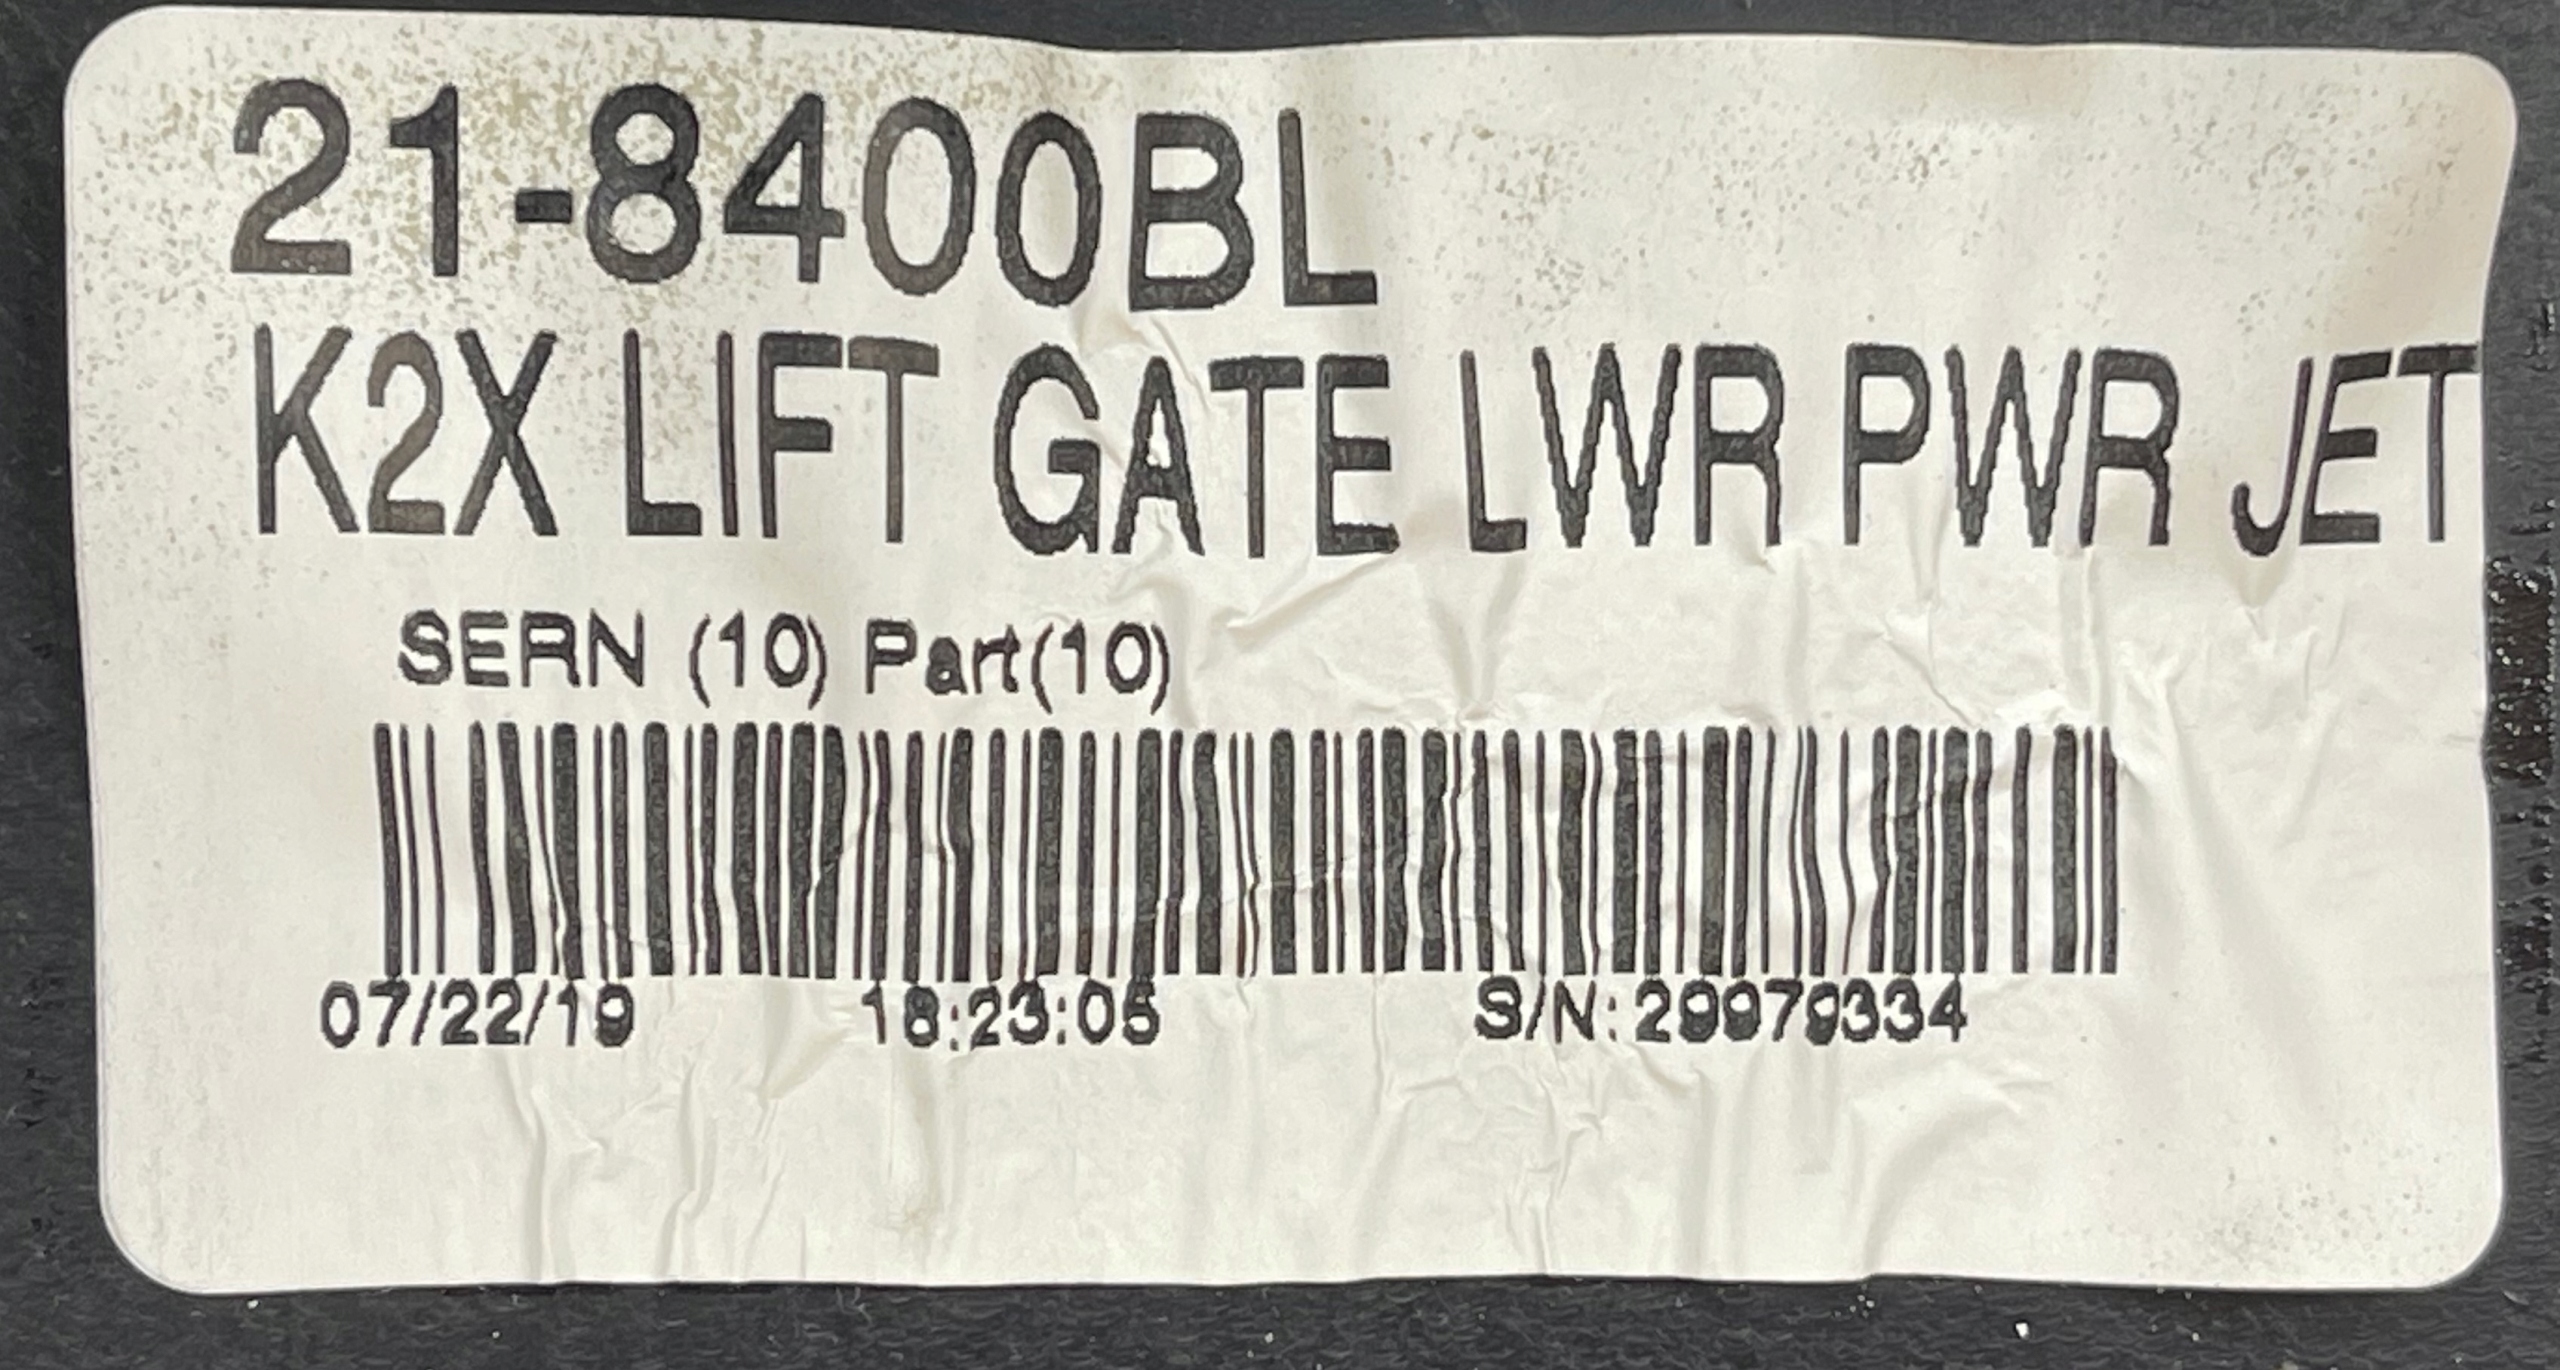 21-8400BL
K2X LIFT GATE LWR PWR JET
SERN (10) Part(10)
07/22/19 18:23:05 S/N: 29979334